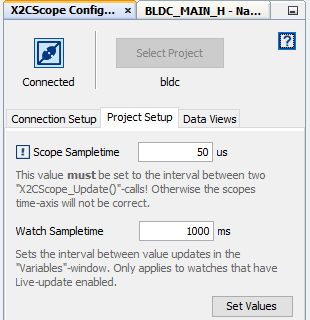 X2CScope Config... × BLDC_MAIN_H - Na...
Select Project
?
Connected bldc
Connection Setup Project Setup Data Views
! Scope Sampletime 50 us
This value must be set to the interval between two
"X2CScope_Update()"-calls! Otherwise the scopes
time-axis will not be correct.
Watch Sampletime 1000 ms
Sets the interval between value updates in the
"Variables"-window. Only applies to watches that have
Live-update enabled.
Set Values